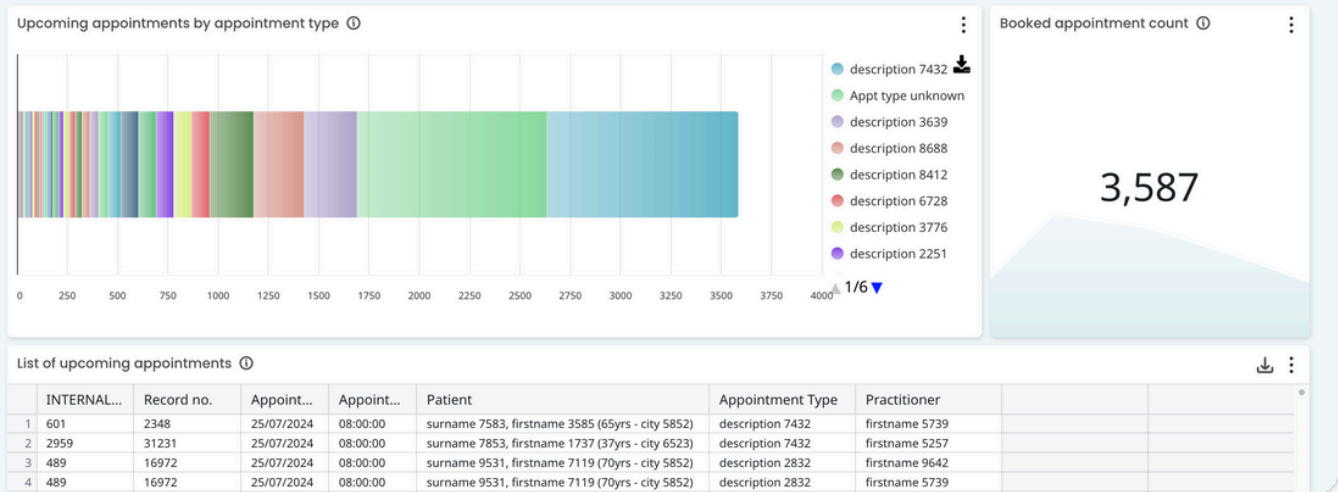 Upcoming appointments by appointment type
Booked appointment count
description 7432
Appt type unknown
description 3639
description 8688
description 8412
description 6728
description 3776
description 2251
1/6
0 250 500 750 1000 1250 1500 1750 2000 2250 2500 2750 3000 3250 3500 3750 4000
3,587
List of upcoming appointments
INTERNAL... Record no. Appoint... Appoint... Patient Appointment Type Practitioner
1 601 2348 25/07/2024 08:00:00 surname 7583, firstname 3585 (65yrs - city 5852) description 7432 firstname 5739
2 2959 31231 25/07/2024 08:00:00 surname 7853, firstname 1737 (37yrs - city 6523) description 7432 firstname 5257
3 489 16972 25/07/2024 08:00:00 surname 9531, firstname 7119 (70yrs - city 5852) description 2832 firstname 9642
4 489 16972 25/07/2024 08:00:00 surname 9531, firstname 7119 (70yrs - city 5852) description 2832 firstname 5739